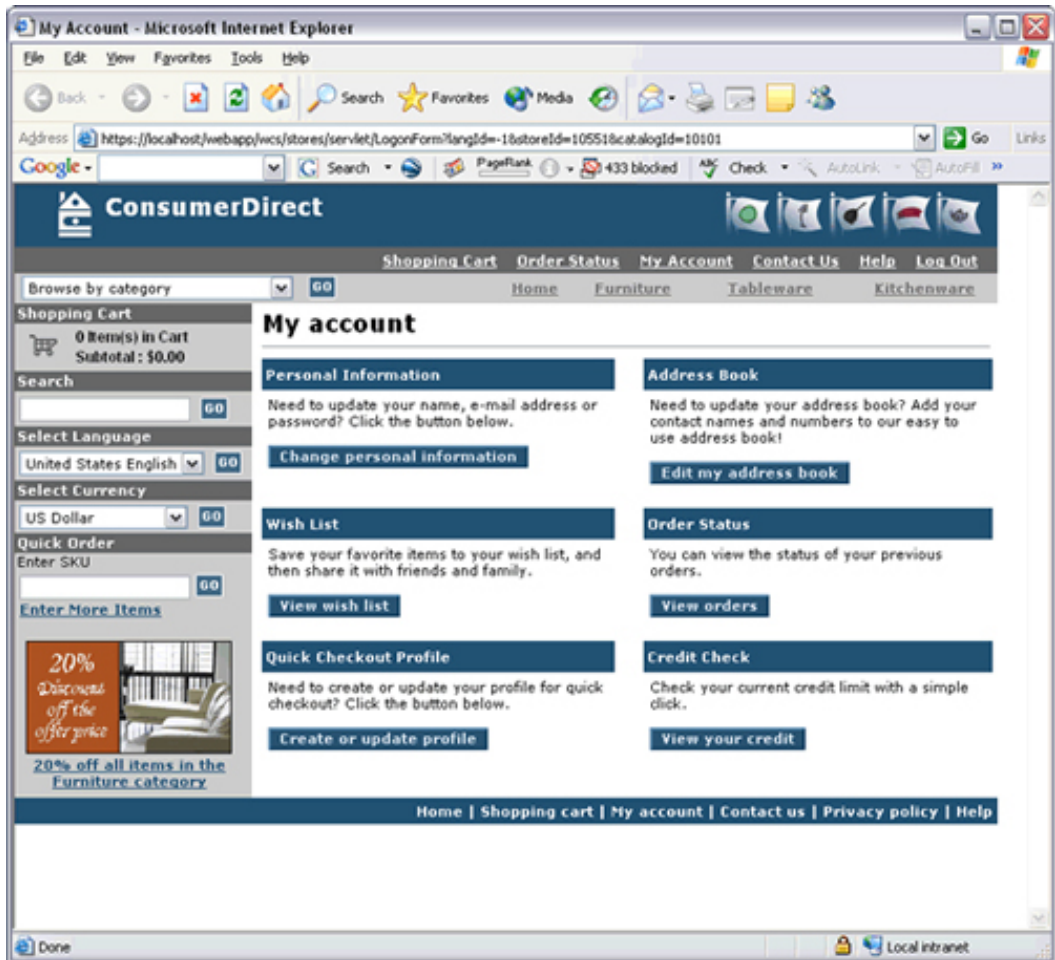 My Account - Microsoft Internet Explorer
File Edit View Favorites Tools Help
Back Search Favorites Media
Address https://localhost/webapp/wcs/stores/servlet/LogonForm?langId=-1&storeId=10551&catalogId=10101 Go Links
Google Search PageRank 433 blocked Check AutoLink AutoFill
ConsumerDirect
Shopping Cart Order Status My Account Contact Us Help Log Out
Browse by category GO Home Furniture Tableware Kitchenware
Shopping Cart
0 Item(s) in Cart
Subtotal : $0.00
Search
GO
Select Language
United States English GO
Select Currency
US Dollar GO
Quick Order
Enter SKU
GO
Enter More Items
20%
Discount
off the
offer price
20% off all items in the
Furniture category
My account
Personal Information
Need to update your name, e-mail address or
password? Click the button below.
Change personal information
Address Book
Need to update your address book? Add your
contact names and numbers to our easy to
use address book!
Edit my address book
Wish List
Save your favorite items to your wish list, and
then share it with friends and family.
View wish list
Order Status
You can view the status of your previous
orders.
View orders
Quick Checkout Profile
Need to create or update your profile for quick
checkout? Click the button below.
Create or update profile
Credit Check
Check your current credit limit with a simple
click.
View your credit
Home | Shopping cart | My account | Contact us | Privacy policy | Help
Done Local intranet